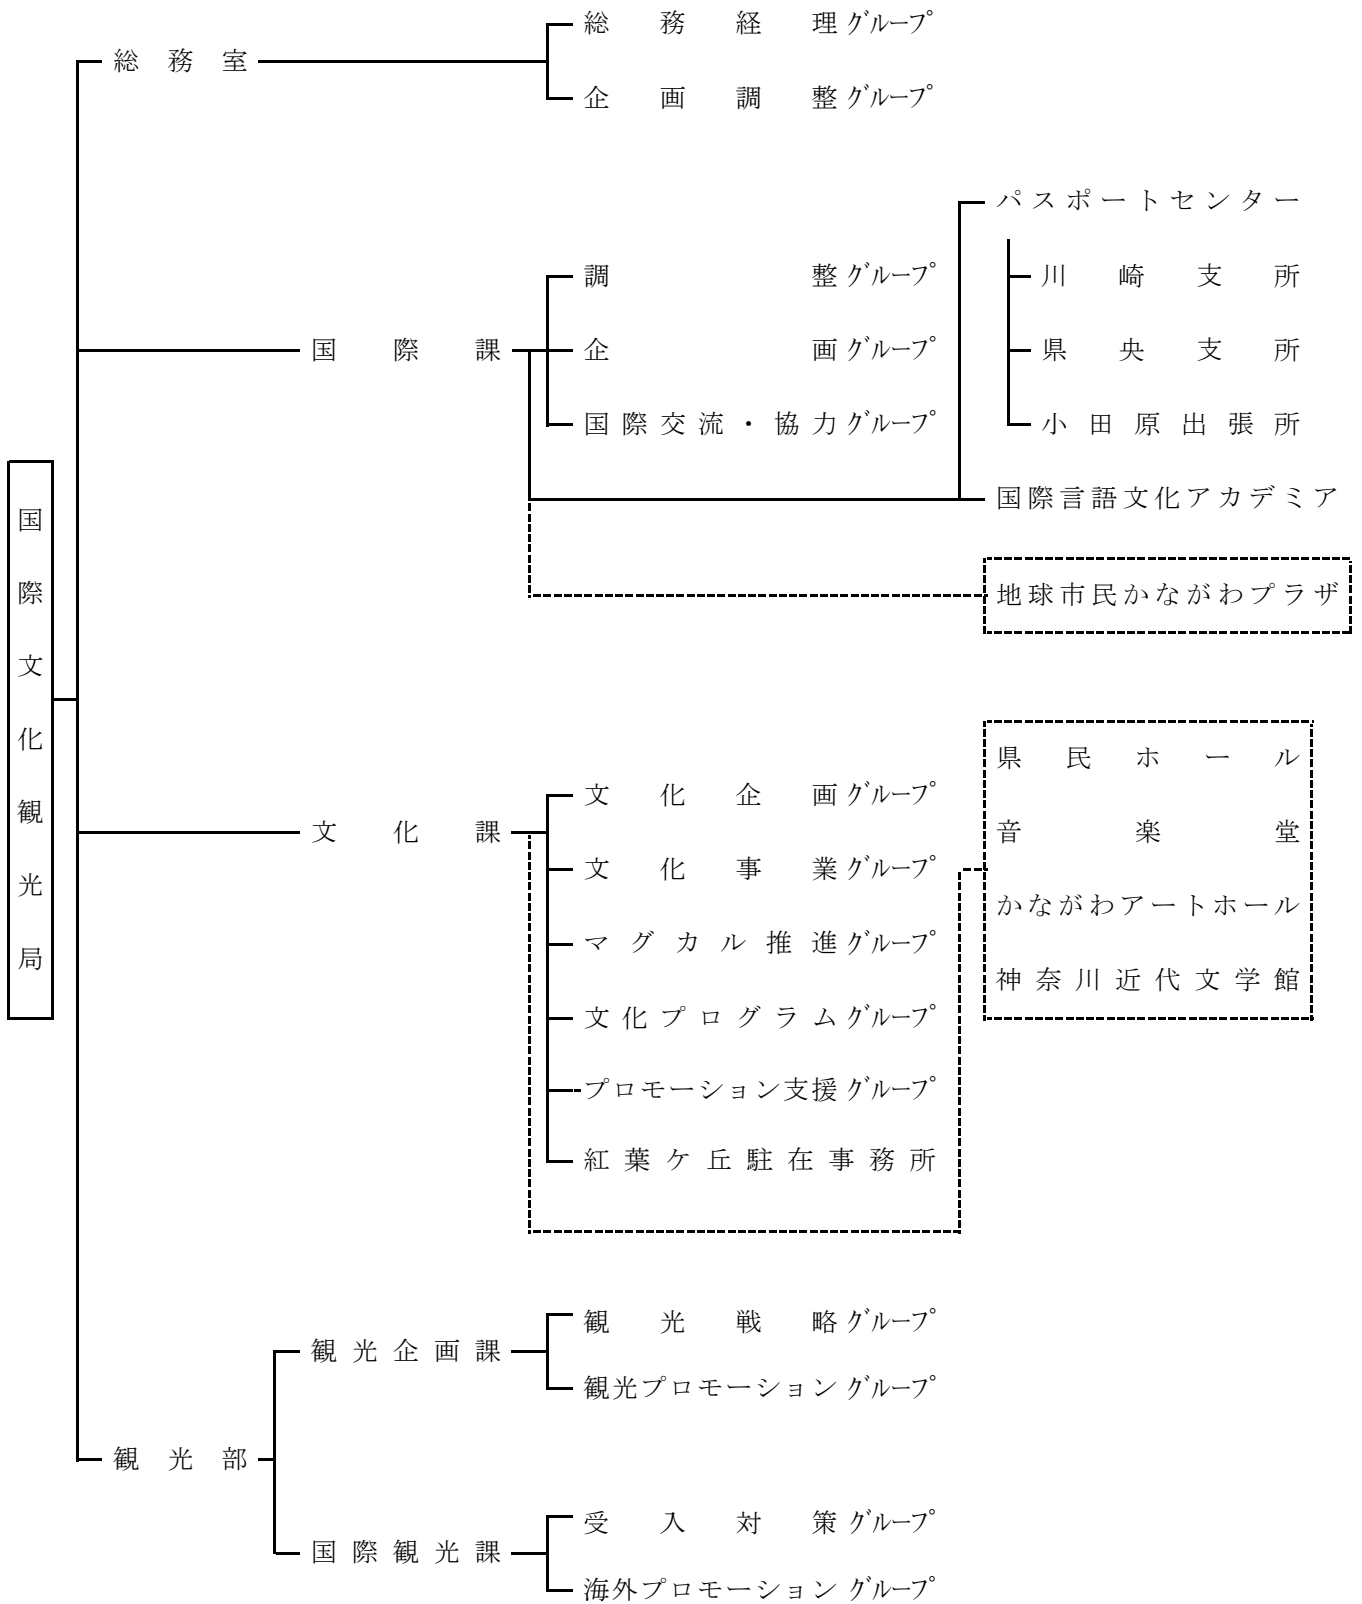 国際文化観光局
総務室
総務経理グループ
企画調整グループ
国際課
調整グループ
企画グループ
国際交流・協力グループ
パスポートセンター
川崎支所
県央支所
小田原出張所
国際言語文化アカデミア
地球市民かながわプラザ
文化課
文化企画グループ
文化事業グループ
マグカル推進グループ
文化プログラムグループ
プロモーション支援グループ
紅葉ケ丘駐在事務所
県民ホール
音楽堂
かながわアートホール
神奈川近代文学館
観光部
観光企画課
観光戦略グループ
観光プロモーショングループ
国際観光課
受入対策グループ
海外プロモーショングループ